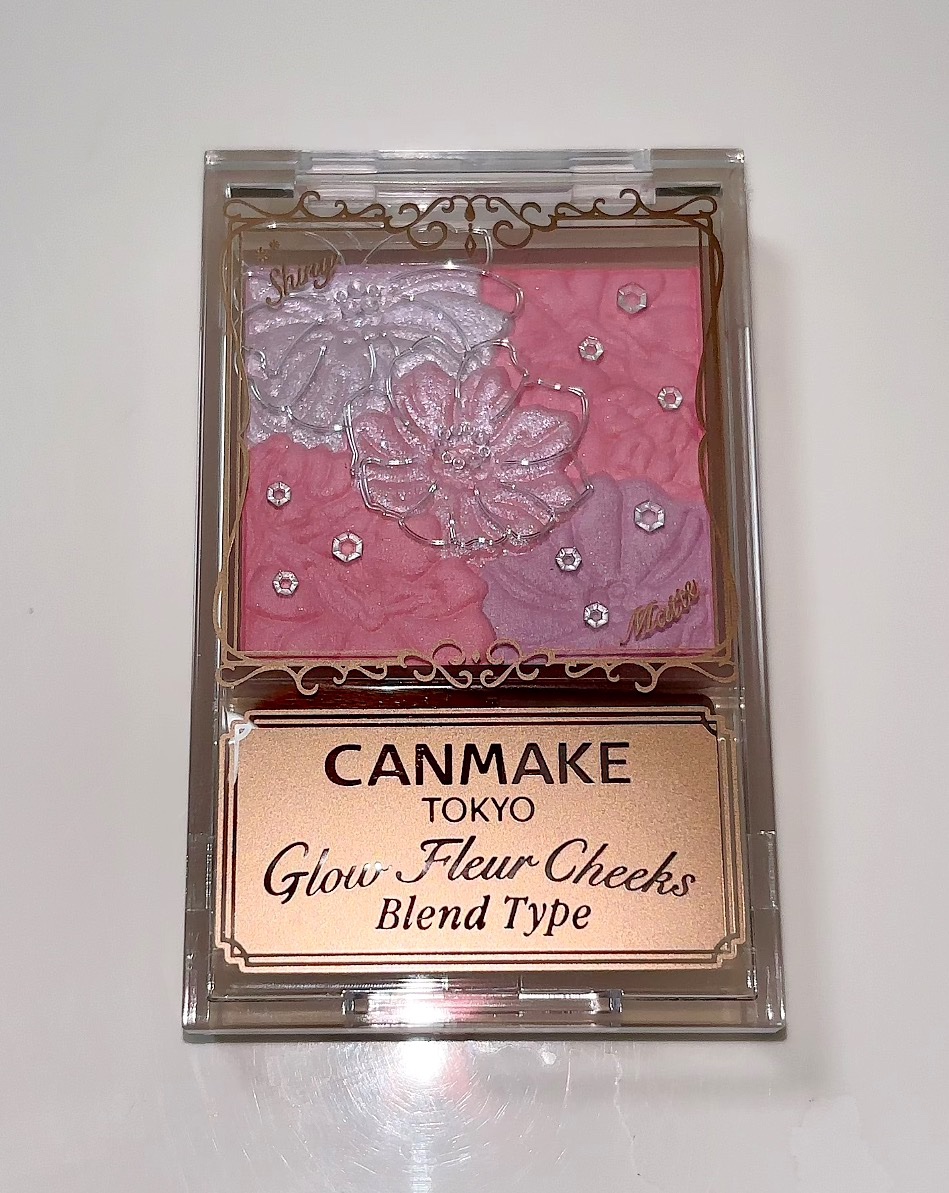 Shiny
Matte
CANMAKE
TOKYO
Glow Fleur Cheeks
Blend Type